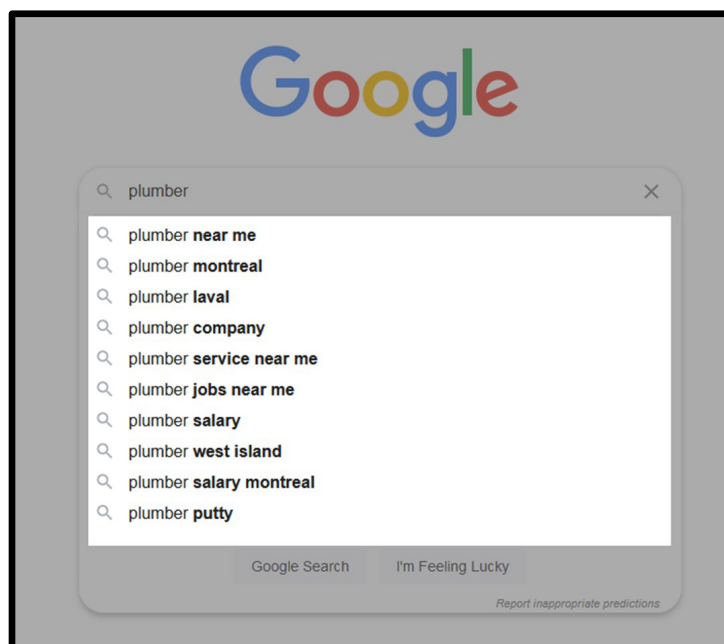 Google
plumber
plumber near me
plumber montreal
plumber laval
plumber company
plumber service near me
plumber jobs near me
plumber salary
plumber west island
plumber salary montreal
plumber putty
Google Search I'm Feeling Lucky
Report inappropriate predictions